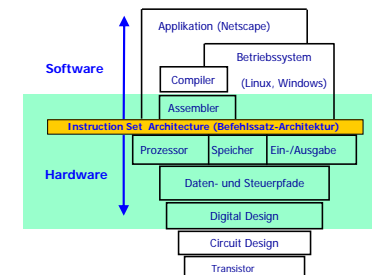 Applikation (Netscape)
Betriebssystem
Software
Compiler
(Linux, Windows)
Assembler
Instruction Set Architecture (Befehlssatz-Architektur)
Prozessor
Speicher
Ein-/Ausgabe
Hardware
Daten- und Steuerpfade
Digital Design
Circuit Design
Transistor